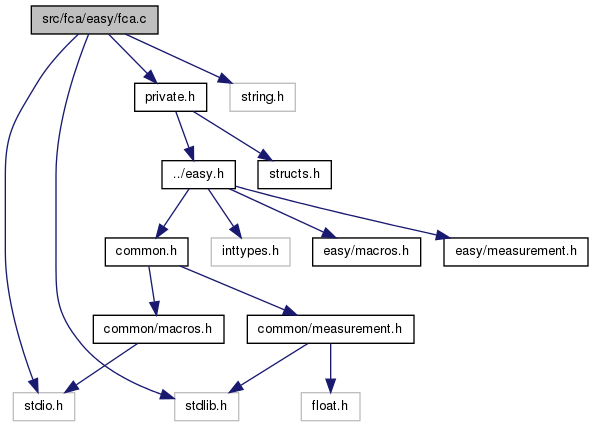 src/fca/easy/fca.c
private.h
string.h
../easy.h
structs.h
common.h
inttypes.h
easy/macros.h
easy/measurement.h
common/macros.h
common/measurement.h
stdio.h
stdlib.h
float.h